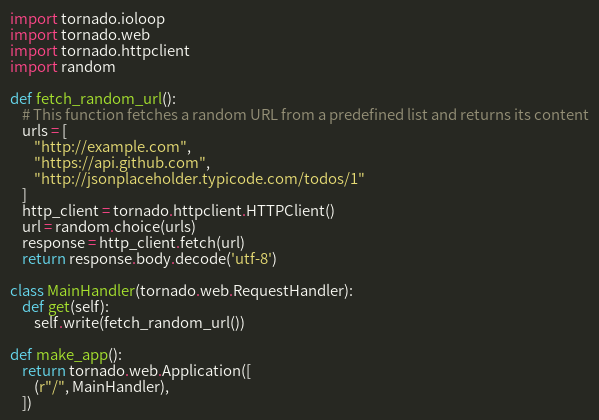 import tornado.ioloop
import tornado.web
import tornado.httpclient
import random

def fetch_random_url():
    # This function fetches a random URL from a predefined list and returns its content
    urls = [
        "http://example.com",
        "https://api.github.com",
        "http://jsonplaceholder.typicode.com/todos/1"
    ]
    http_client = tornado.httpclient.HTTPClient()
    url = random.choice(urls)
    response = http_client.fetch(url)
    return response.body.decode('utf-8')

class MainHandler(tornado.web.RequestHandler):
    def get(self):
        self.write(fetch_random_url())

def make_app():
    return tornado.web.Application([
        (r"/", MainHandler),
    ])